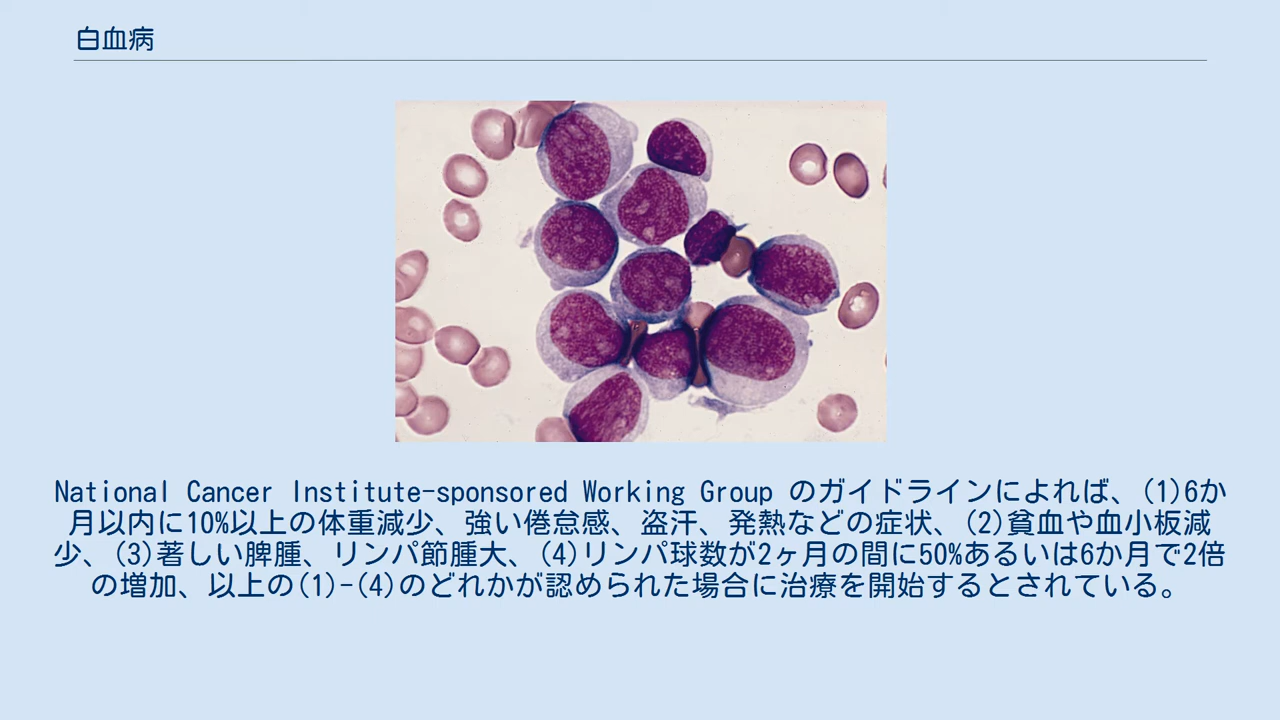 白血病
National Cancer Institute-sponsored Working Group のガイドラインによれば、(1)6か
月以内に10%以上の体重減少、強い倦怠感、盗汗、発熱などの症状、(2)貧血や血小板減
少、(3)著しい脾腫、リンパ節腫大、(4)リンパ球数が2ヶ月の間に50%あるいは6か月で2倍
の増加、以上の(1)-(4)のどれかが認められた場合に治療を開始するとされている。